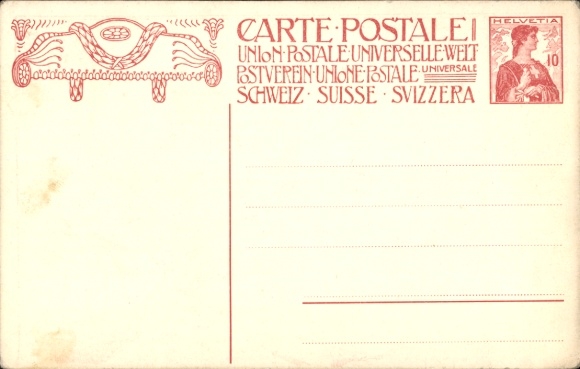 CARTE·POSTALE
UNION·POSTALE·UNIVERSELLE·WELT
POSTVEREIN·UNIONE·POSTALE UNIVERSALE
SCHWEIZ · SUISSE · SVIZZERA
HELVETIA
10